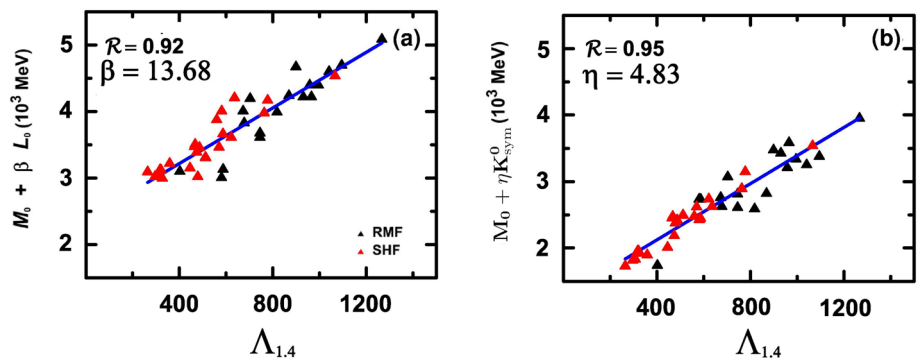 M₀ + β L₀ (10³ MeV)
5
4
3
2
R = 0.92
β = 13.68
(a)
RMF
SHF
400 800 1200
Λ₁.₄
M₀ + ηK⁰sym (10³ MeV)
5
4
3
2
R = 0.95
η = 4.83
(b)
400 800 1200
Λ₁.₄